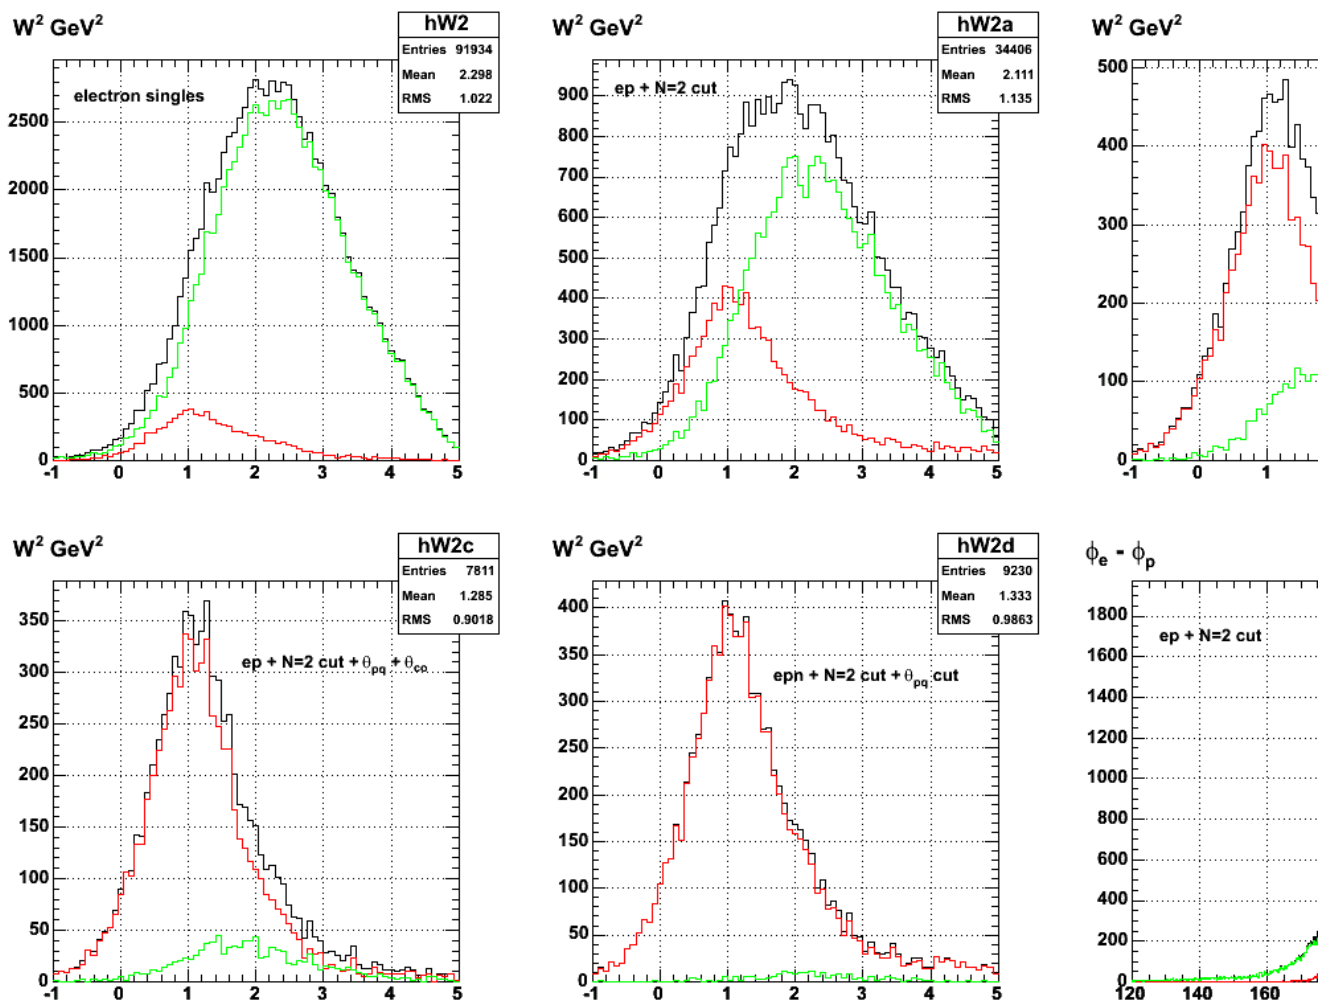 W² GeV²
hW2
Entries 91934
Mean 2.298
RMS 1.022
electron singles
2500
2000
1500
1000
500
0
-1 0 1 2 3 4 5
W² GeV²
hW2a
Entries 34406
Mean 2.111
RMS 1.135
ep + N=2 cut
900
800
700
600
500
400
300
200
100
0
-1 0 1 2 3 4 5
W² GeV²
500
400
300
200
100
0
-1 0 1
W² GeV²
hW2c
Entries 7811
Mean 1.285
RMS 0.9018
ep + N=2 cut + θpq + θcp
350
300
250
200
150
100
50
0
-1 0 1 2 3 4 5
W² GeV²
hW2d
Entries 9230
Mean 1.333
RMS 0.9863
epn + N=2 cut + θpq cut
400
350
300
250
200
150
100
50
0
-1 0 1 2 3 4 5
ϕe - ϕp
ep + N=2 cut
1800
1600
1400
1200
1000
800
600
400
200
0
120 140 160